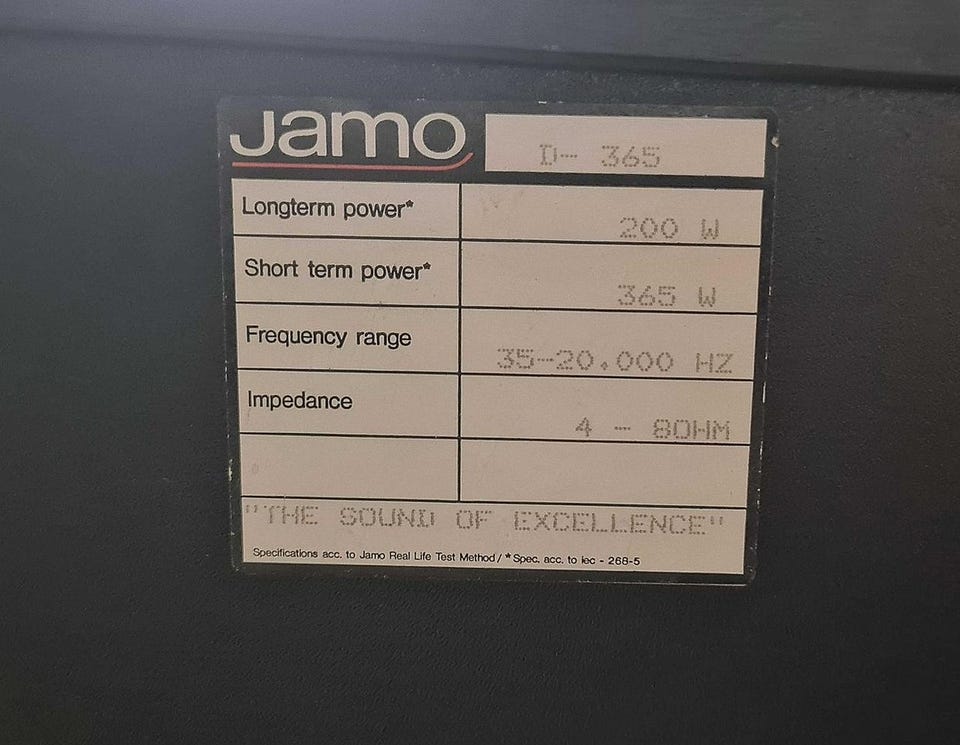 Jamo D- 365
Longterm power* 200 W
Short term power* 365 W
Frequency range 35-20.000 HZ
Impedance 4 - 8OHM
"THE SOUND OF EXCELLENCE"
Specifications acc. to Jamo Real Life Test Method / * Spec. acc. to iec - 268-5